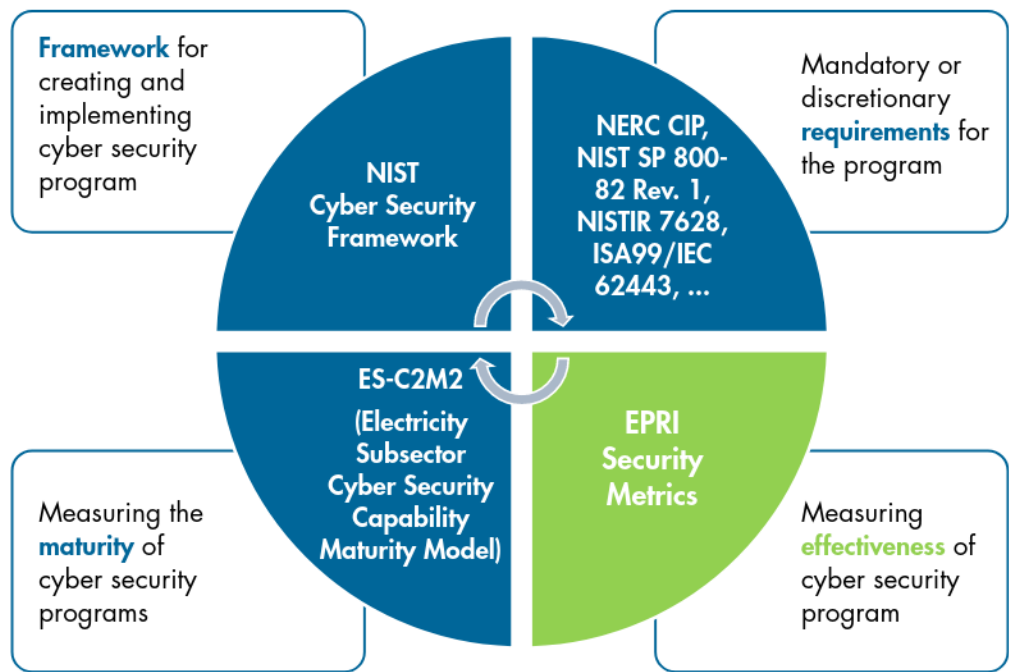 Framework for
creating and
implementing
cyber security
program
NIST
Cyber Security
Framework
NERC CIP,
NIST SP 800-
82 Rev. 1,
NISTIR 7628,
ISA99/IEC
62443, ...
Mandatory or
discretionary
requirements for
the program
Measuring the
maturity of
cyber security
programs
ES-C2M2
(Electricity
Subsector
Cyber Security
Capability
Maturity Model)
EPRI
Security
Metrics
Measuring
effectiveness of
cyber security
program